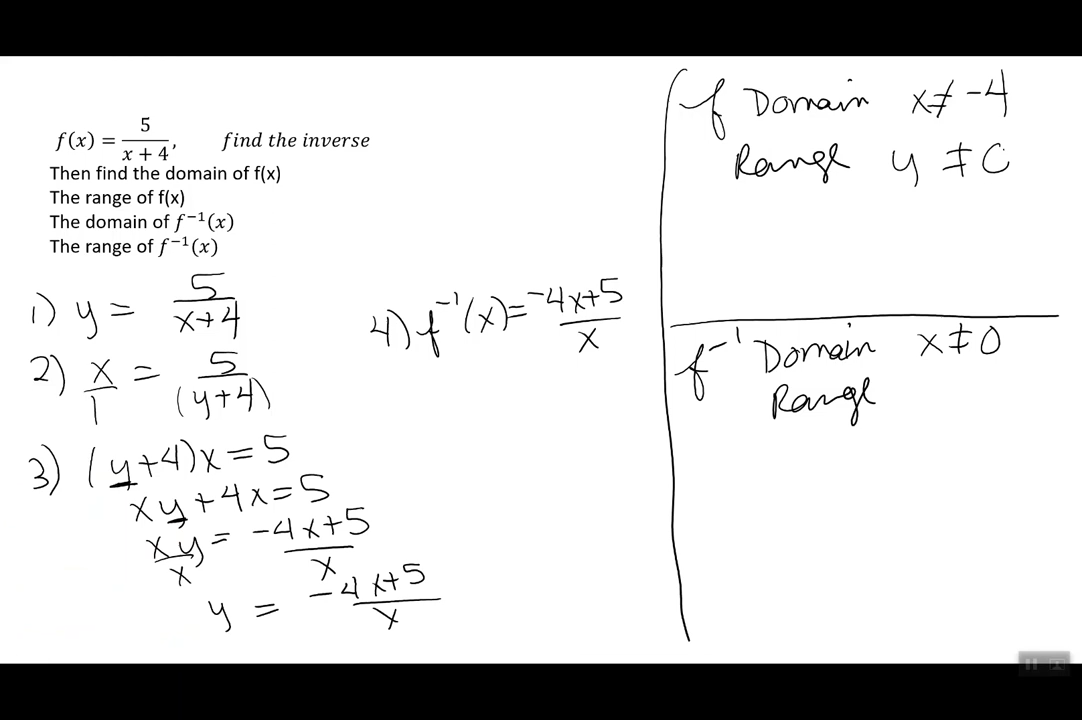 f(x) = 5/(x + 4), find the inverse
Then find the domain of f(x)
The range of f(x)
The domain of f⁻¹(x)
The range of f⁻¹(x)
1) y = 5/(x+4)
2) x/1 = 5/(y+4)
3) (y+4)x = 5
xy + 4x = 5
xy/x = (-4x+5)/x
y = (-4x+5)/x
4) f⁻¹(x) = (-4x+5)/x
f Domain x ≠ -4
Range y ≠ 0
f⁻¹ Domain x ≠ 0
Range